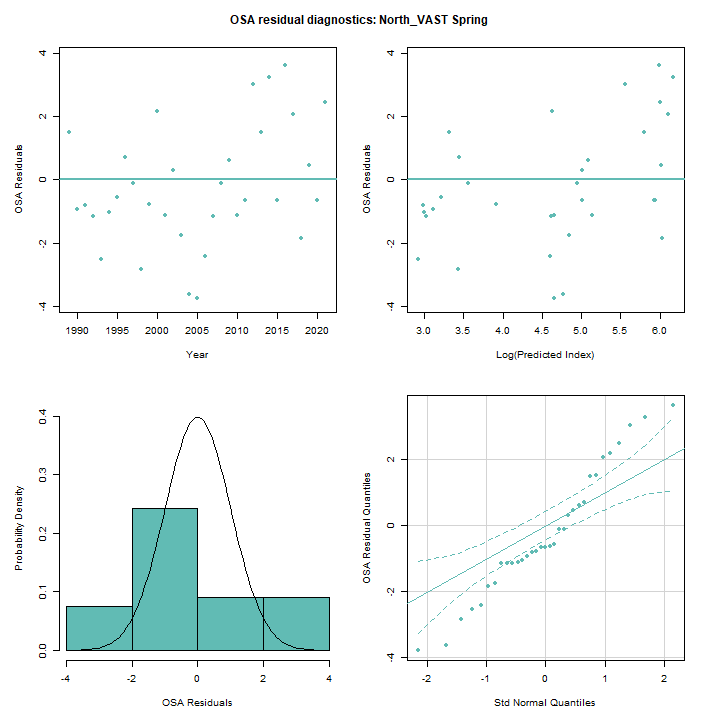 OSA residual diagnostics: North_VAST Spring
OSA Residuals
4
2
0
-2
-4
1990 1995 2000 2005 2010 2015 2020
Year
OSA Residuals
4
2
0
-2
-4
3.0 3.5 4.0 4.5 5.0 5.5 6.0
Log(Predicted Index)
Probability Density
0.4
0.3
0.2
0.1
0.0
-4 -2 0 2 4
OSA Residuals
OSA Residual Quantiles
2
0
-2
-4
-2 -1 0 1 2
Std Normal Quantiles